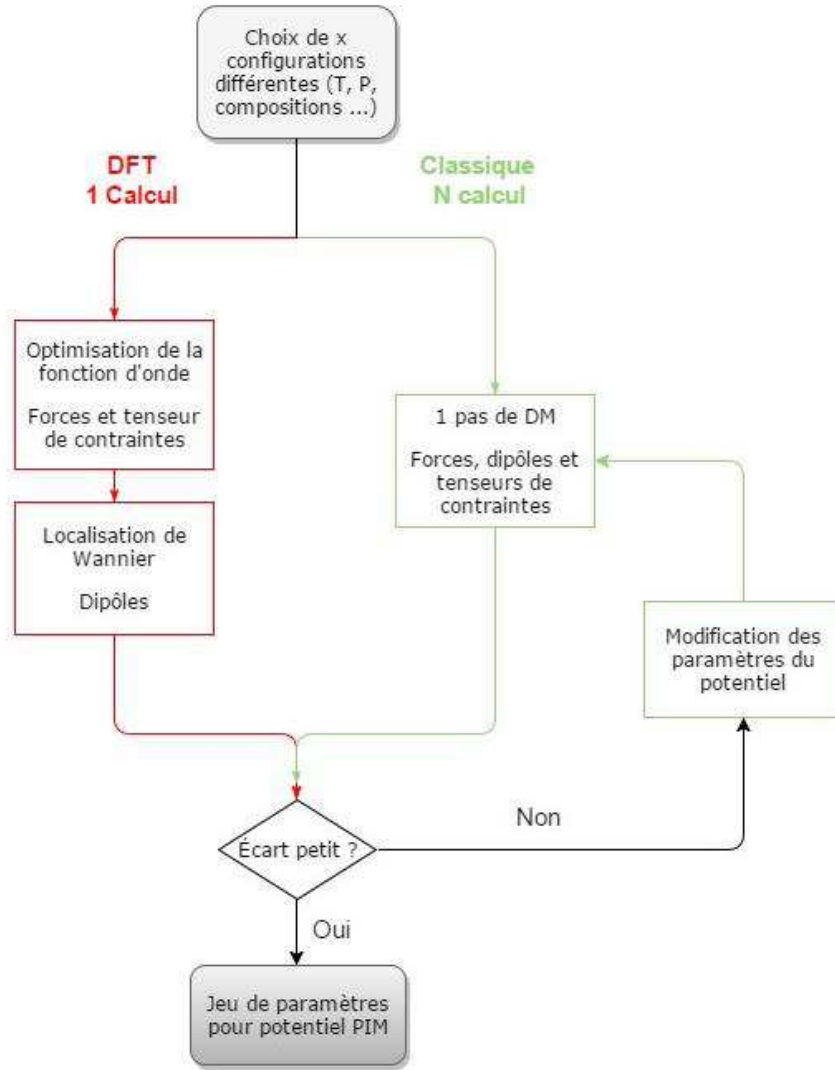 Choix de x
configurations
différentes (T, P,
compositions ...)
DFT
1 Calcul
Classique
N calcul
Optimisation de la
fonction d'onde
Forces et tenseur
de contraintes
1 pas de DM
Forces, dipôles et
tenseurs de
contraintes
Localisation de
Wannier
Dipôles
Modification des
paramètres du
potentiel
Écart petit ?
Non
Oui
Jeu de paramètres
pour potentiel PIM